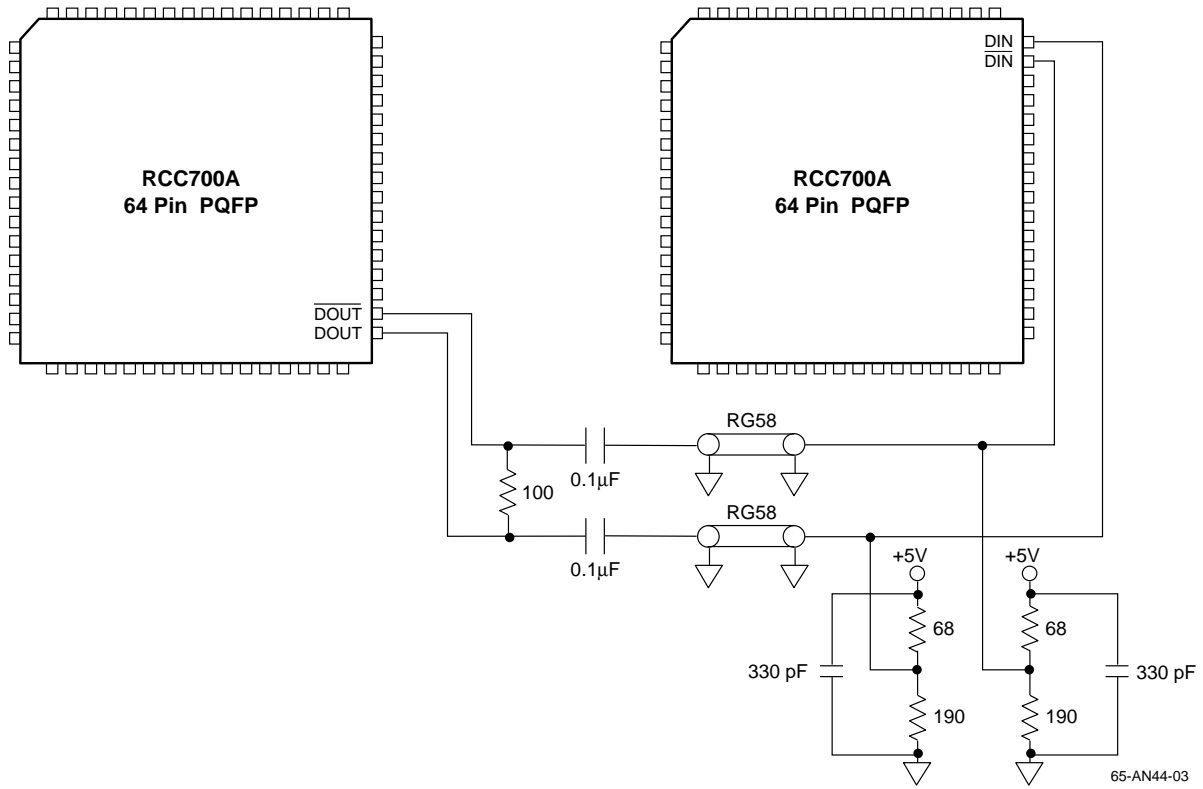 DIN
DIN
RCC700A
64 Pin PQFP
RCC700A
64 Pin PQFP
DOUT
DOUT
RG58
0.1µF
100
RG58
0.1µF
+5V
+5V
68
68
330 pF
330 pF
190
190
65-AN44-03